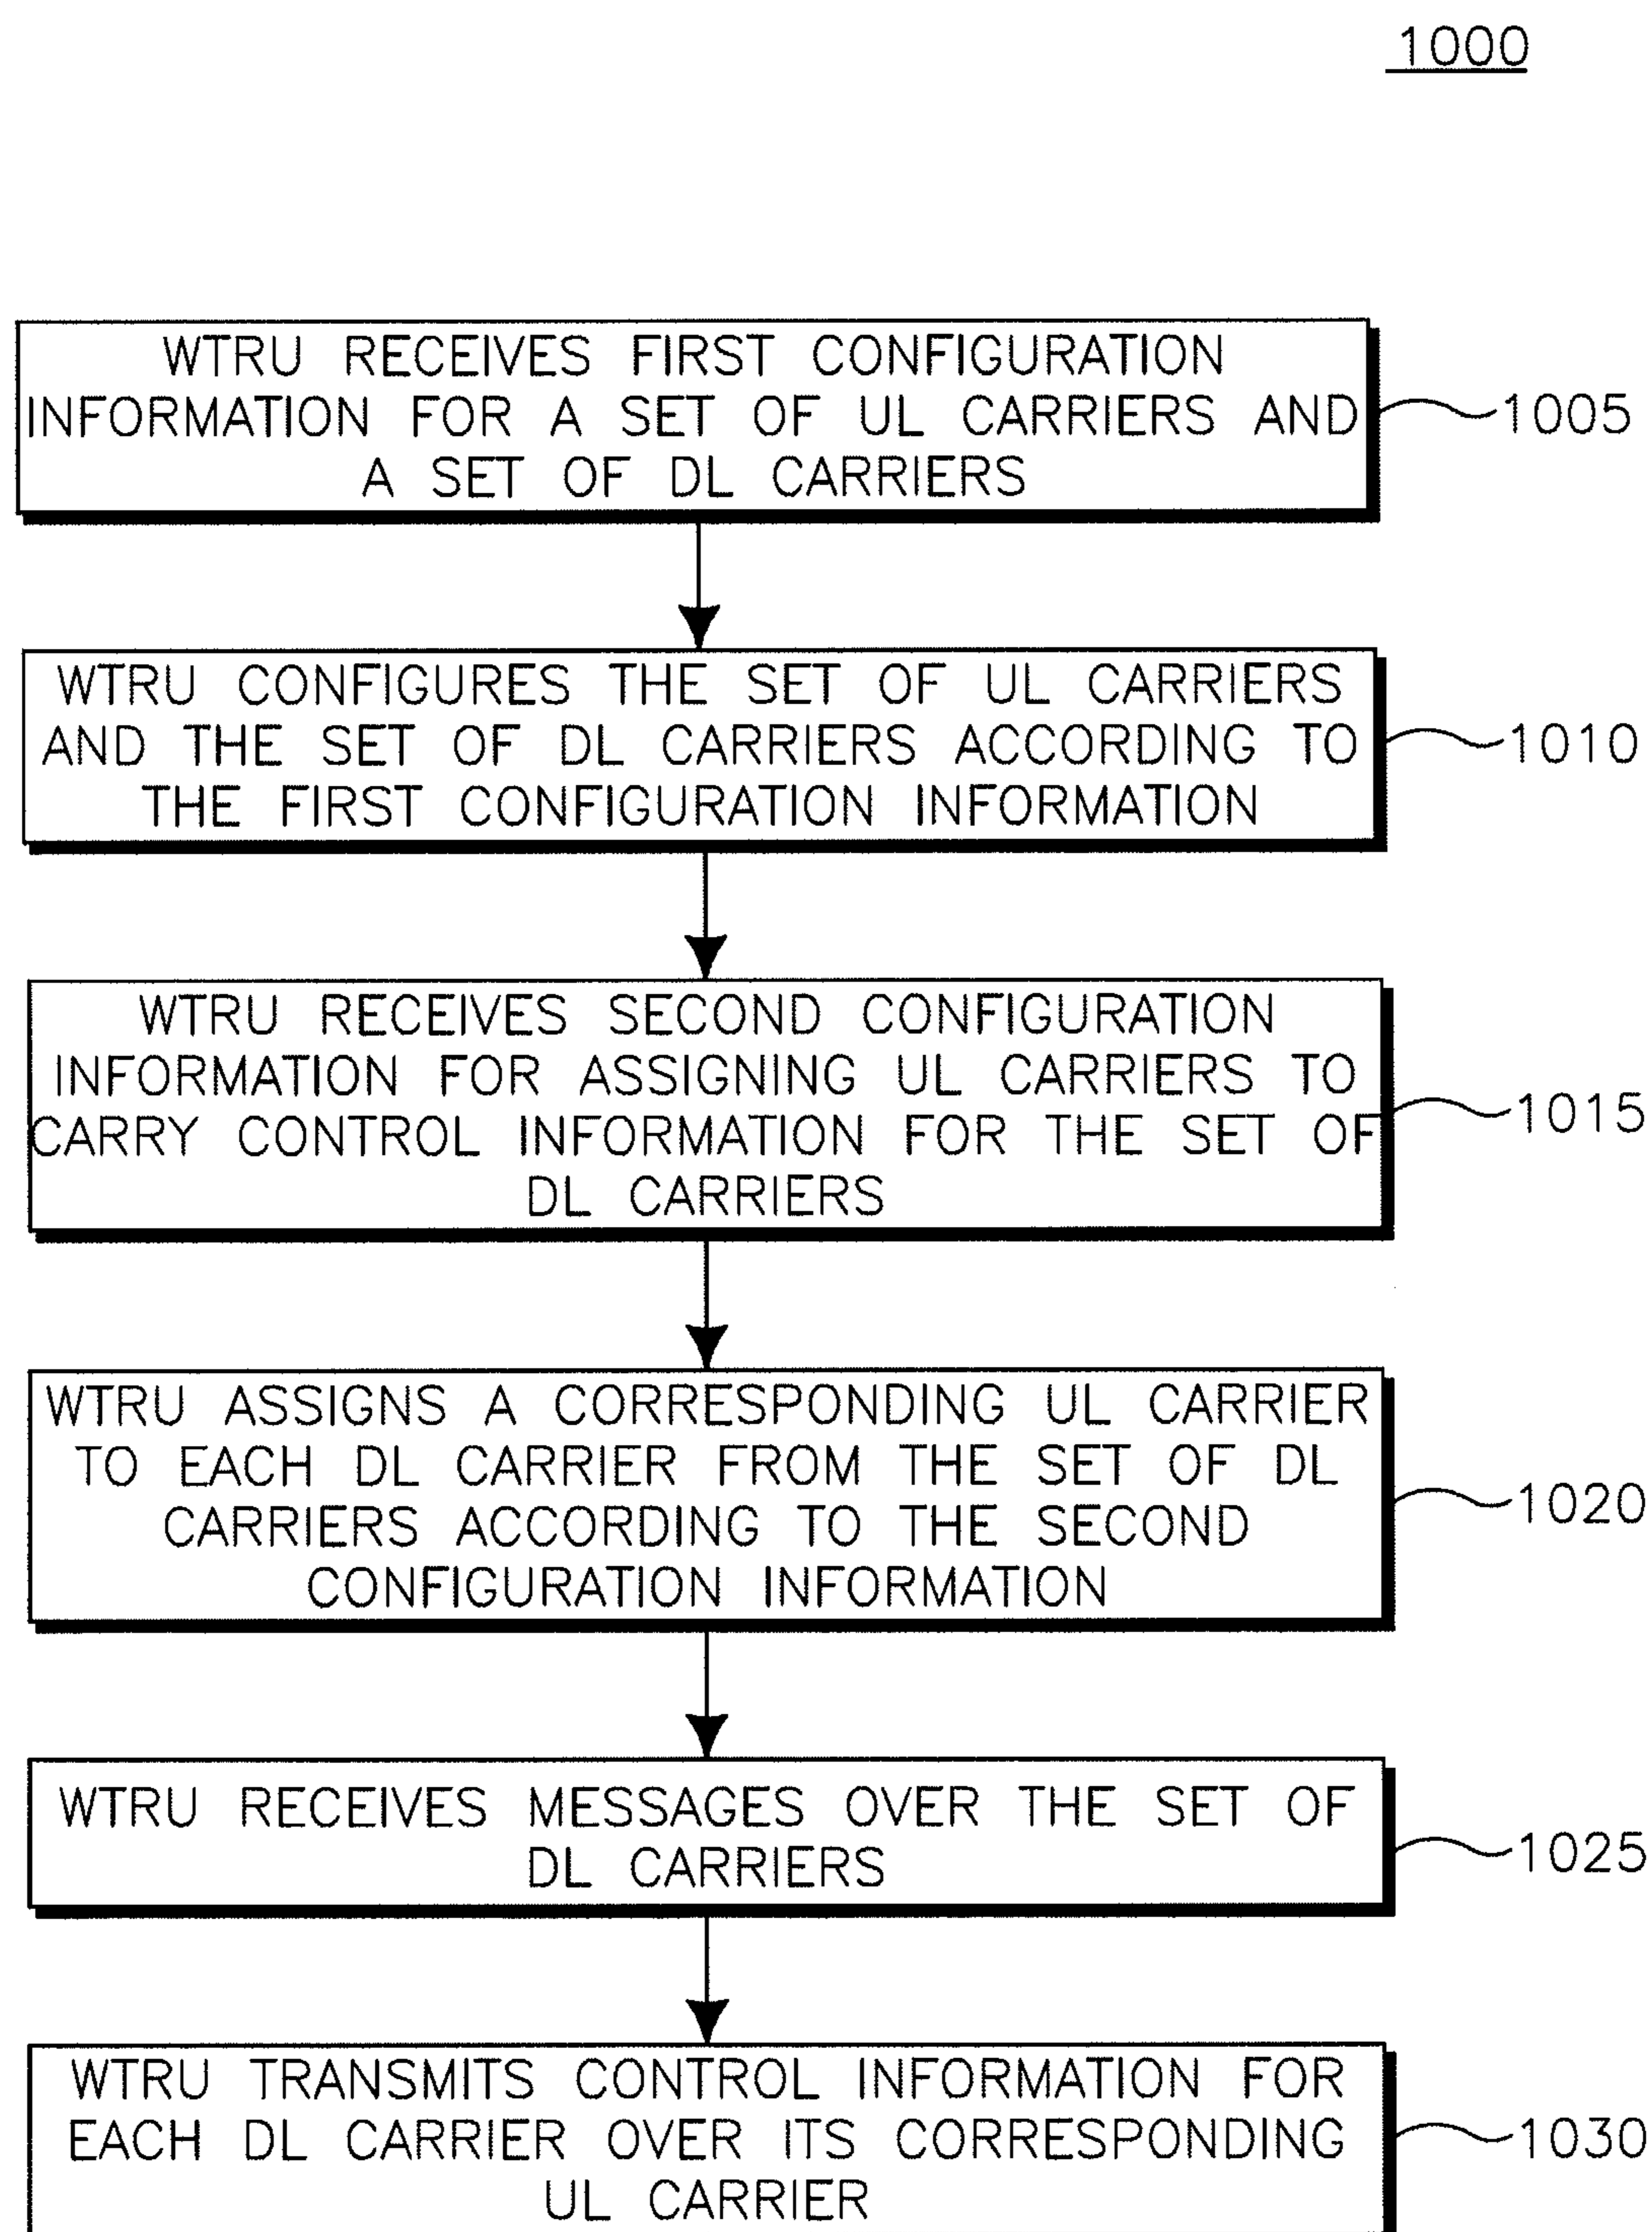 1000
WTRU RECEIVES FIRST CONFIGURATION
INFORMATION FOR A SET OF UL CARRIERS AND
A SET OF DL CARRIERS
1005
WTRU CONFIGURES THE SET OF UL CARRIERS
AND THE SET OF DL CARRIERS ACCORDING TO
THE FIRST CONFIGURATION INFORMATION
1010
WTRU RECEIVES SECOND CONFIGURATION
INFORMATION FOR ASSIGNING UL CARRIERS TO
CARRY CONTROL INFORMATION FOR THE SET OF
DL CARRIERS
1015
WTRU ASSIGNS A CORRESPONDING UL CARRIER
TO EACH DL CARRIER FROM THE SET OF DL
CARRIERS ACCORDING TO THE SECOND
CONFIGURATION INFORMATION
1020
WTRU RECEIVES MESSAGES OVER THE SET OF
DL CARRIERS
1025
WTRU TRANSMITS CONTROL INFORMATION FOR
EACH DL CARRIER OVER ITS CORRESPONDING
UL CARRIER
1030